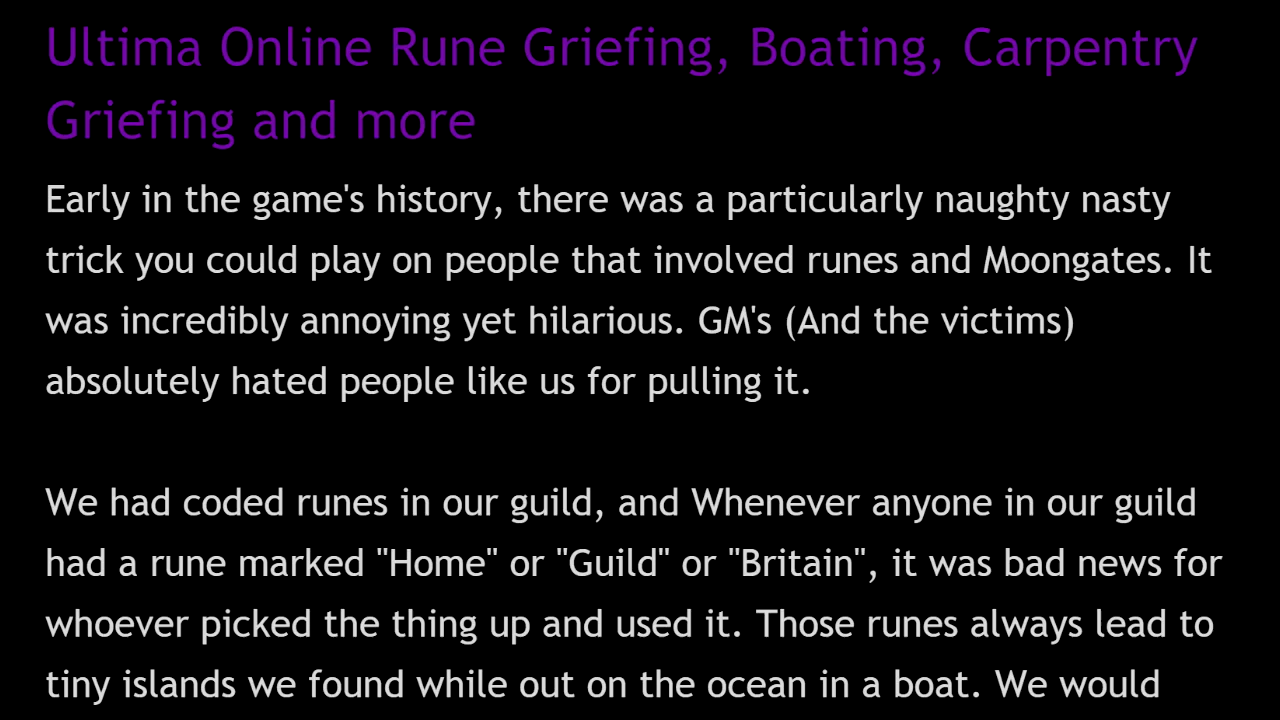 Ultima Online Rune Griefing, Boating, Carpentry
Griefing and more
Early in the game's history, there was a particularly naughty nasty
trick you could play on people that involved runes and Moongates. It
was incredibly annoying yet hilarious. GM's (And the victims)
absolutely hated people like us for pulling it.
We had coded runes in our guild, and Whenever anyone in our guild
had a rune marked "Home" or "Guild" or "Britain", it was bad news for
whoever picked the thing up and used it. Those runes always lead to
tiny islands we found while out on the ocean in a boat. We would